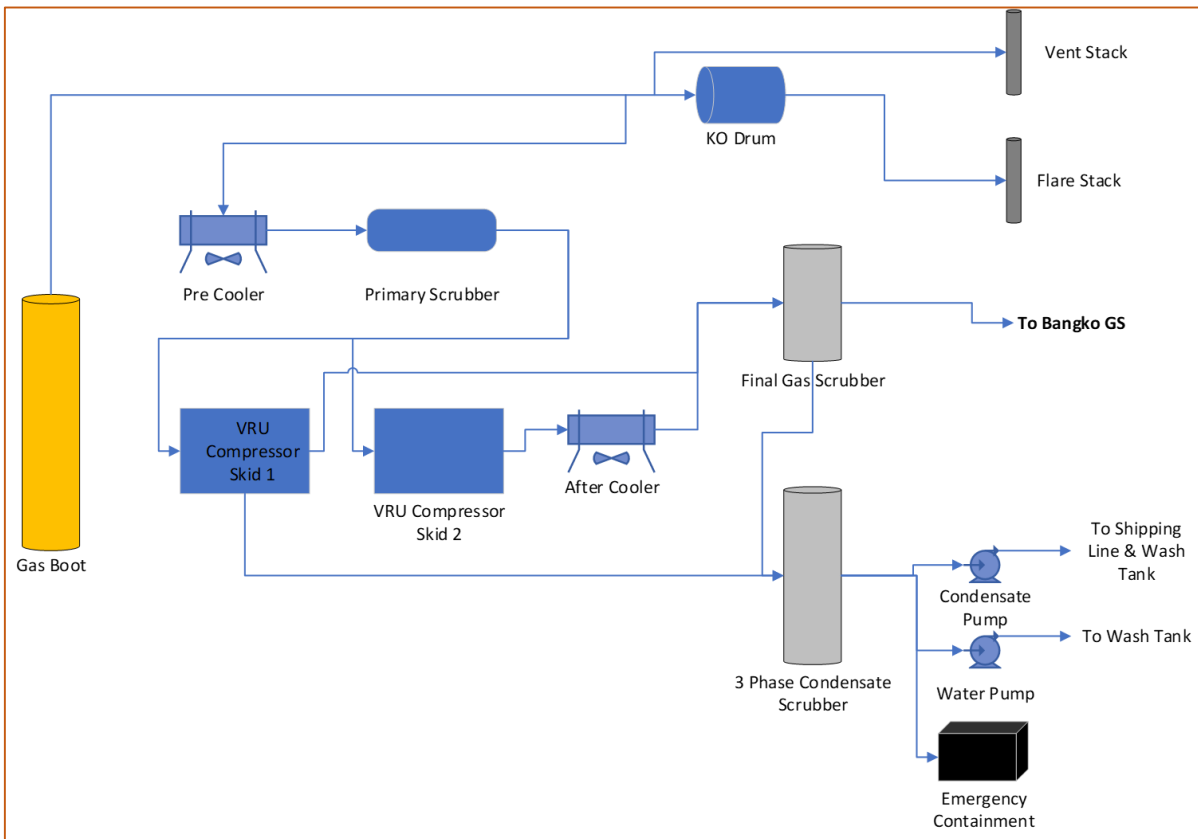 Vent Stack
KO Drum
Flare Stack
Pre Cooler
Primary Scrubber
To Bangko GS
Final Gas Scrubber
VRU
Compressor
Skid 1
After Cooler
VRU Compressor
Skid 2
Gas Boot
To Shipping
Line & Wash
Tank
Condensate
Pump
To Wash Tank
3 Phase Condensate
Scrubber
Water Pump
Emergency
Containment